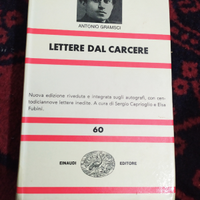 ANTONIO GRAMSCI
LETTERE DAL CARCERE
Nuova edizione riveduta e integrata sugli autografi, con cen-
todiciannove lettere inedite. A cura di Sergio Caprioglio e Elsa
Fubini.
60
EINAUDI
EDITORE